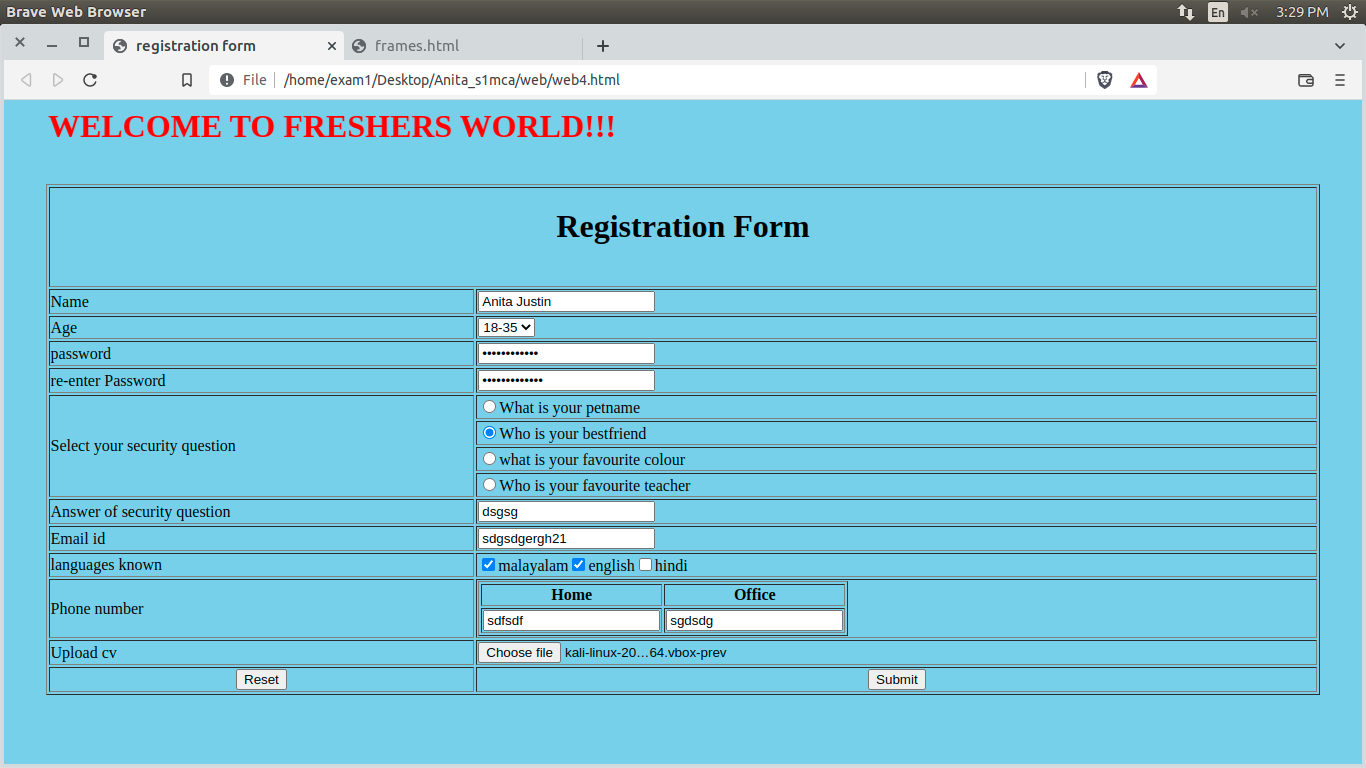 Brave Web Browser En 3:29 PM
registration form frames.html
File /home/exam1/Desktop/Anita_s1mca/web/web4.html
WELCOME TO FRESHERS WORLD!!!
Registration Form
Name Anita Justin
Age 18-35
password ••••••••••••
re-enter Password •••••••••••••
Select your security question
What is your petname
Who is your bestfriend
what is your favourite colour
Who is your favourite teacher
Answer of security question dsgsg
Email id sdgsdgergh21
languages known malayalam english hindi
Phone number
Home Office
sdfsdf sgdsdg
Upload cv Choose file kali-linux-20…64.vbox-prev
Reset Submit